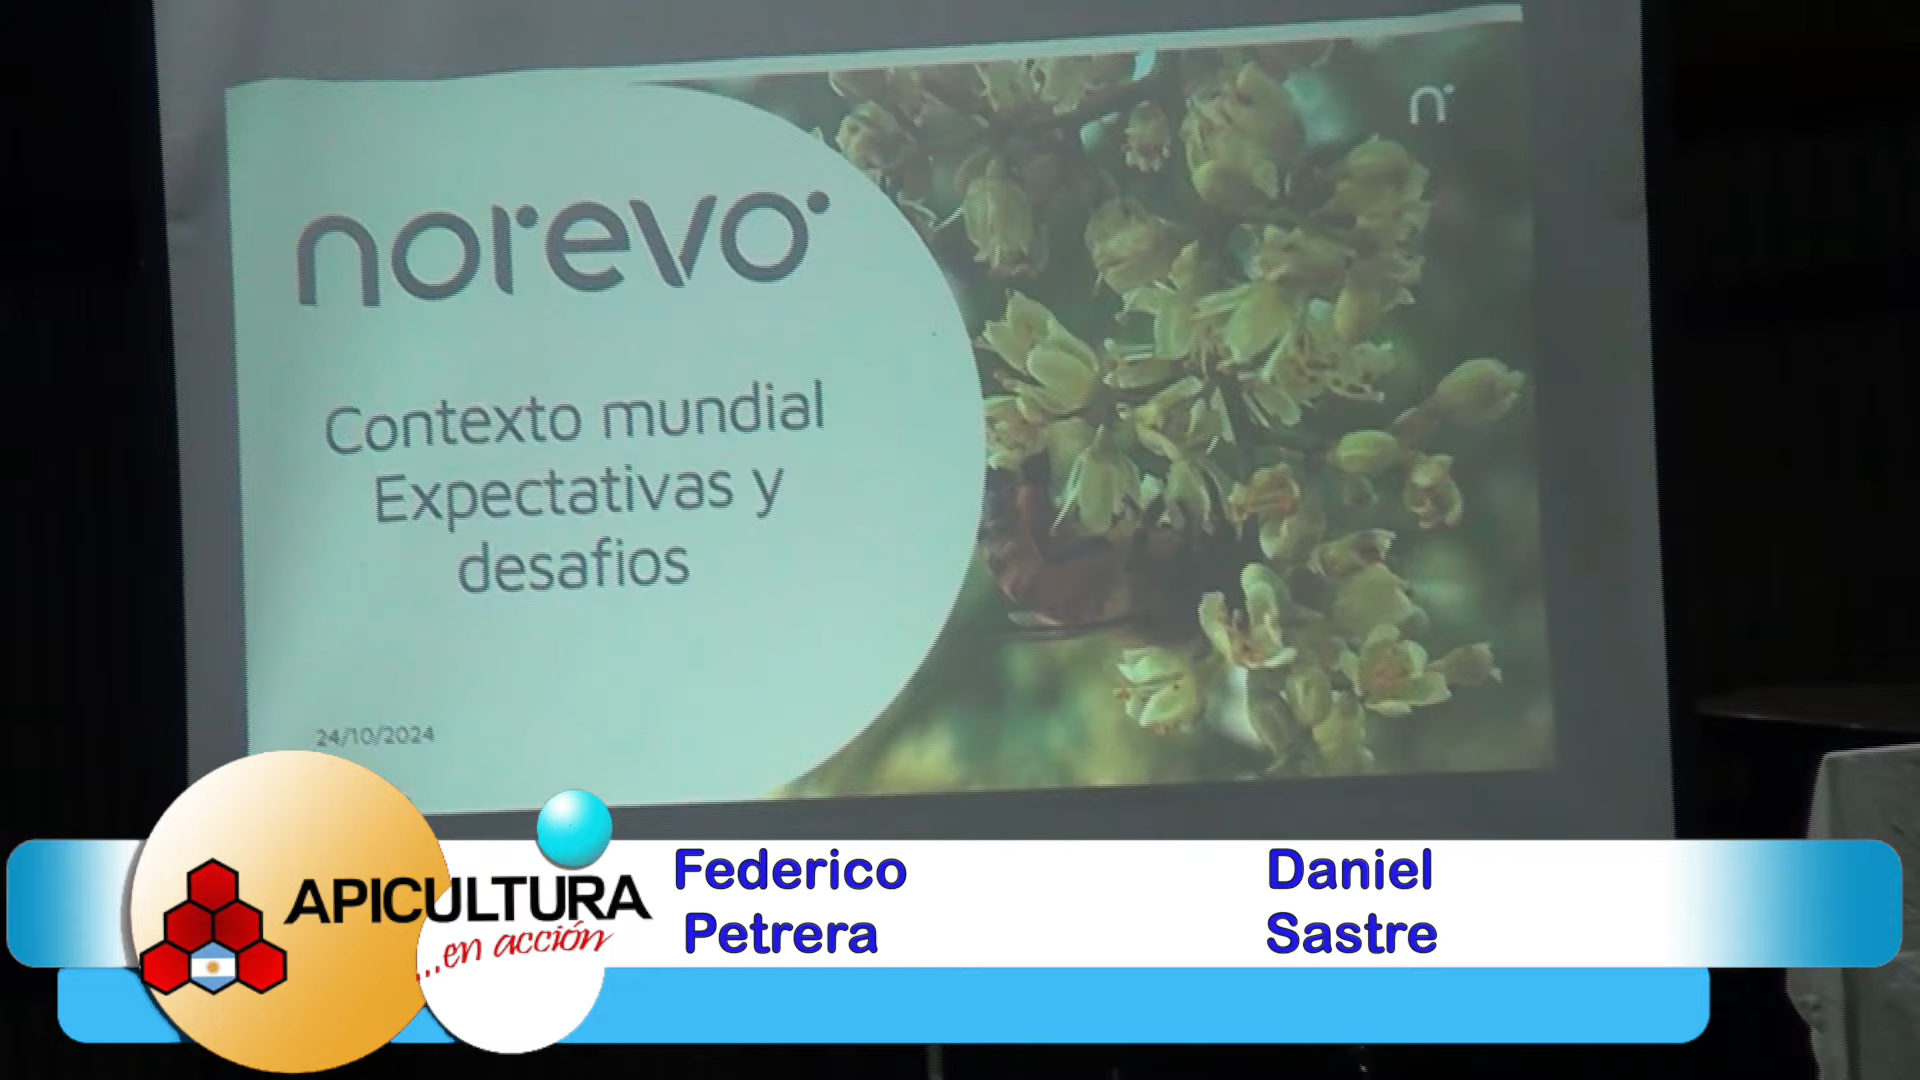 n
norevo
Contexto mundial
Expectativas y
desafios
24/10/2024
APICULTURA
...en acción
Federico
Petrera
Daniel
Sastre